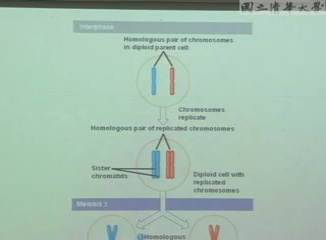 國立清華大學
Interphase
Homologous pair of chromosomes
in diploid parent cell
Chromosomes
replicate
Homologous pair of replicated chromosomes
Sister
chromatids
Diploid cell with
replicated
chromosomes
Meiosis I
Homologous